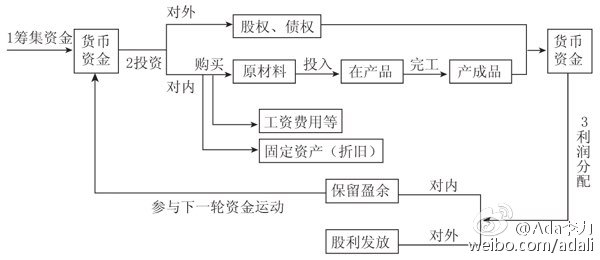 对外
股权、债权
1筹集资金
货币
资金
2投资
购买
对内
原材料
投入
在产品
完工
产成品
货币
资金
工资费用等
固定资产（折旧）
3
利
润
分
配
保留盈余
对内
参与下一轮资金运动
股利发放
对外
@Ada卡力
weibo.com/adali